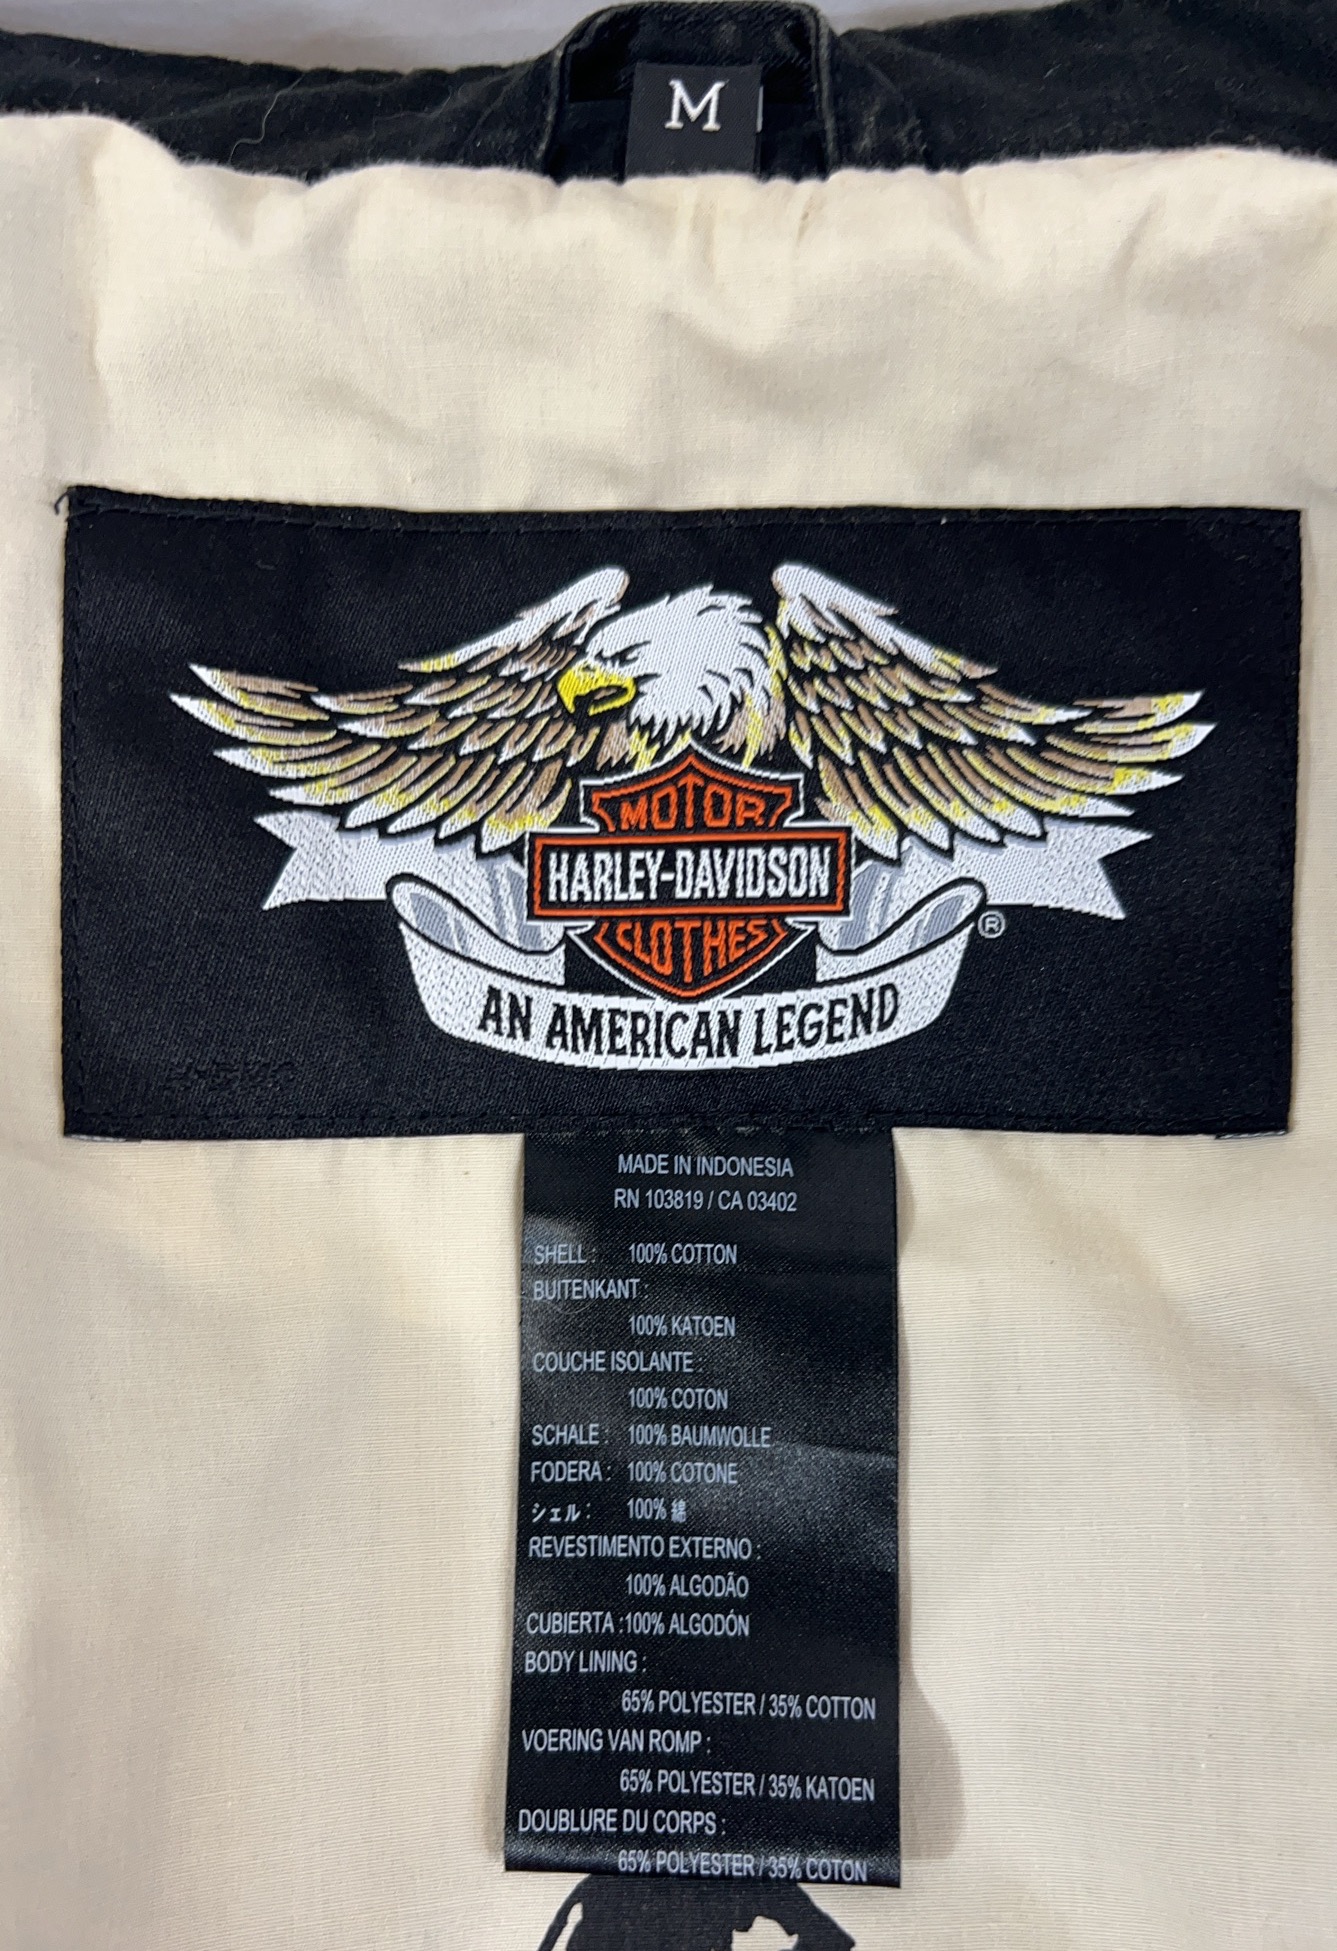 M
MOTOR
HARLEY-DAVIDSON
CLOTHES
®
AN AMERICAN LEGEND
MADE IN INDONESIA
RN 103819 / CA 03402
SHELL : 100% COTTON
BUITENKANT :
100% KATOEN
COUCHE ISOLANTE :
100% COTON
SCHALE : 100% BAUMWOLLE
FODERA : 100% COTONE
シェル : 100% 綿
REVESTIMENTO EXTERNO :
100% ALGODÃO
CUBIERTA :100% ALGODÓN
BODY LINING :
65% POLYESTER / 35% COTTON
VOERING VAN ROMP :
65% POLYESTER / 35% KATOEN
DOUBLURE DU CORPS :
65% POLYESTER / 35% COTON